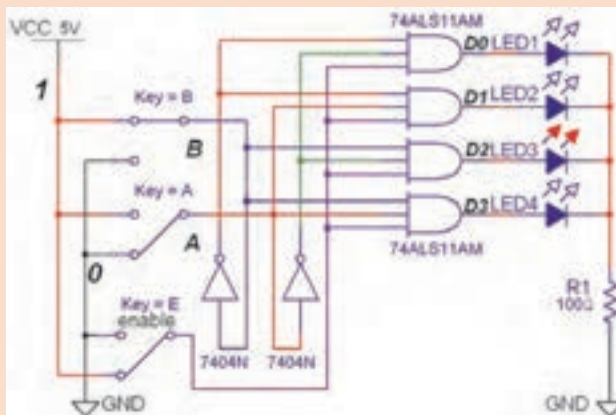 VCC 5V
74ALS11AM
D0 LED1
1
Key = B
D1 LED2
B
D2 LED3
Key = A
D3 LED4
A
74ALS11AM
0
Key = E
enable
R1
100Ω
7404N
7404N
GND
GND